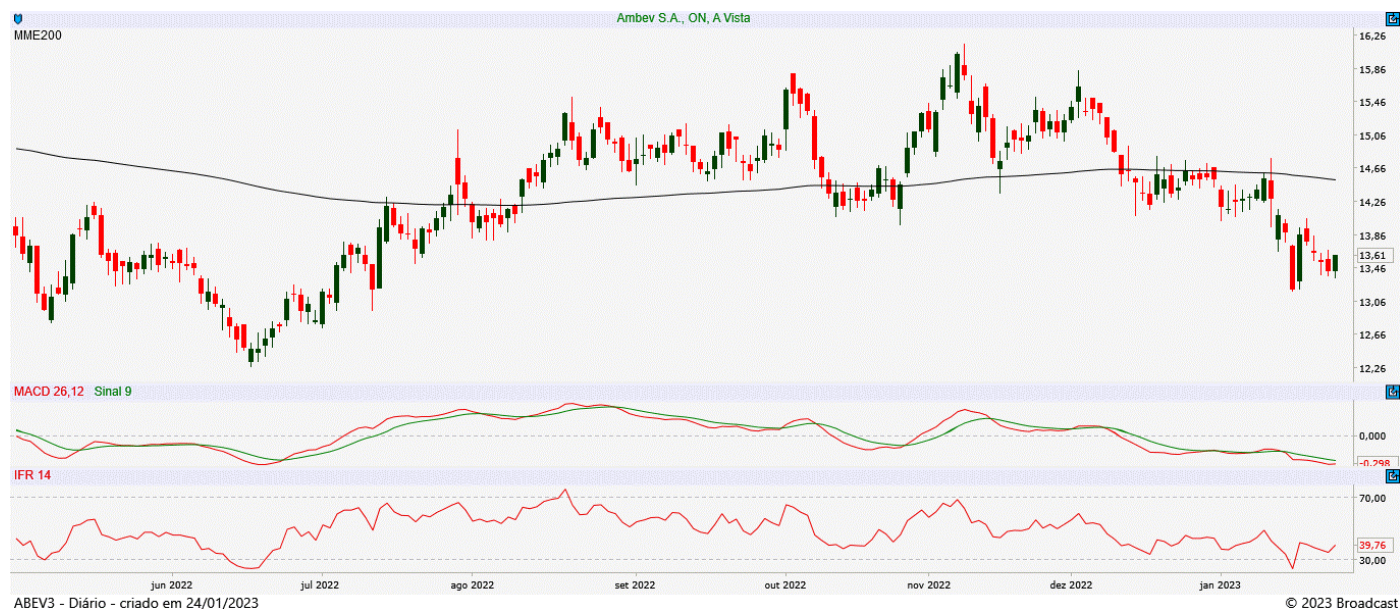 Ambev S.A., ON, A Vista
MME200
16,26
15,86
15,46
15,06
14,66
14,26
13,86
13,61
13,46
13,06
12,66
12,26
MACD 26,12 Sinal 9
0,000
-0,298
IFR 14
70,00
39,76
30,00
jun 2022 jul 2022 ago 2022 set 2022 out 2022 nov 2022 dez 2022 jan 2023
ABEV3 - Diário - criado em 24/01/2023 © 2023 Broadcast